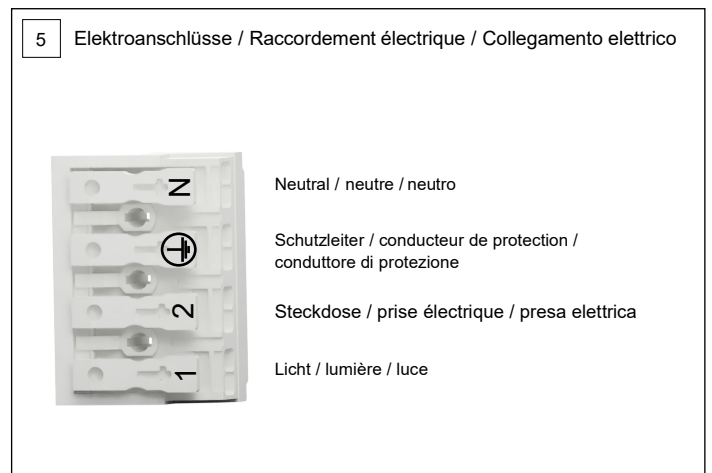 5
Elektroanschlüsse / Raccordement électrique / Collegamento elettrico
N
Neutral / neutre / neutro
Schutzleiter / conducteur de protection /
conduttore di protezione
2
Steckdose / prise électrique / presa elettrica
1
Licht / lumière / luce